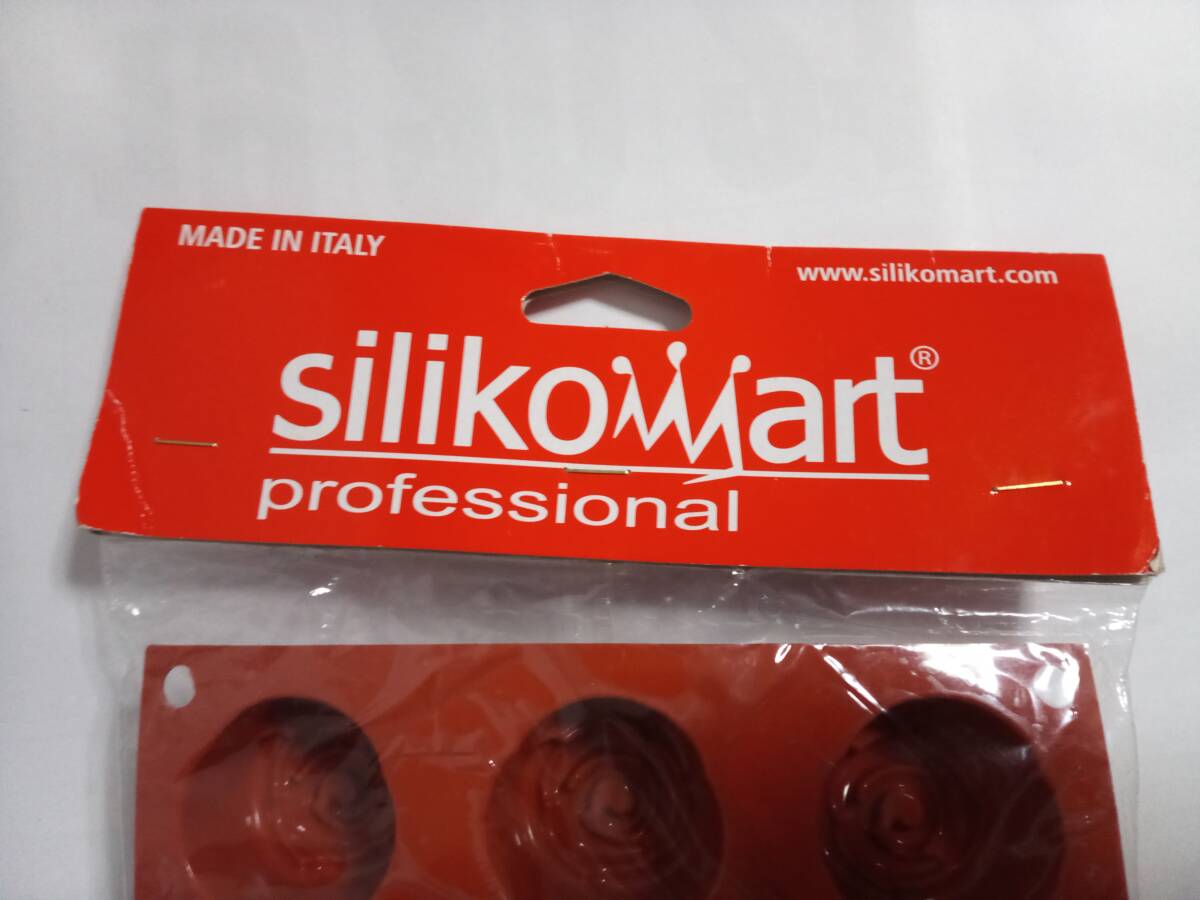 MADE IN ITALY
www.silikomart.com
silikomart®
professional